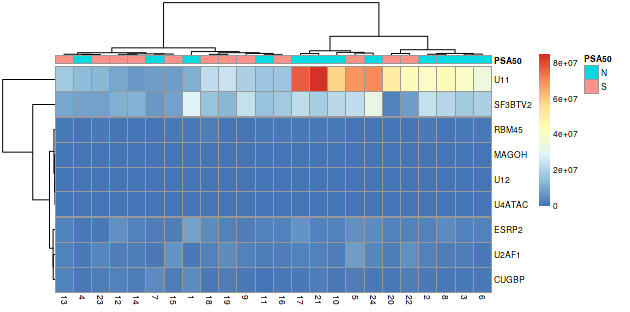 PSA50
U11
SF3BTV2
RBM45
MAGOH
U12
U4ATAC
ESRP2
U2AF1
CUGBP
13 4 23 12 14 7 15 1 18 19 9 11 16 17 21 10 5 24 20 22 2 8 3 6
8e+07
6e+07
4e+07
2e+07
0
PSA50
N
S